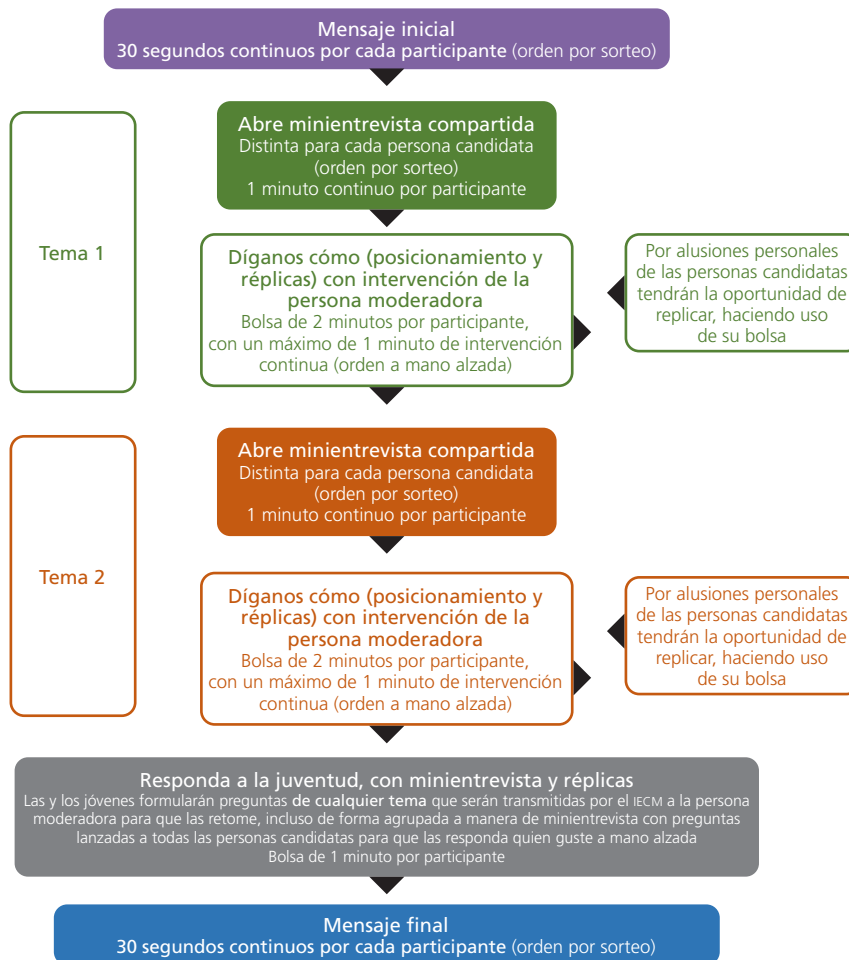 Mensaje inicial
30 segundos continuos por cada participante (orden por sorteo)
Tema 1
Abre minientrevista compartida
Distinta para cada persona candidata
(orden por sorteo)
1 minuto continuo por participante
Díganos cómo (posicionamiento y
réplicas) con intervención de la
persona moderadora
Bolsa de 2 minutos por participante,
con un máximo de 1 minuto de intervención
continua (orden a mano alzada)
Por alusiones personales
de las personas candidatas
tendrán la oportunidad de
replicar, haciendo uso
de su bolsa
Tema 2
Abre minientrevista compartida
Distinta para cada persona candidata
(orden por sorteo)
1 minuto continuo por participante
Díganos cómo (posicionamiento y
réplicas) con intervención de la
persona moderadora
Bolsa de 2 minutos por participante,
con un máximo de 1 minuto de intervención
continua (orden a mano alzada)
Por alusiones personales
de las personas candidatas
tendrán la oportunidad de
replicar, haciendo uso
de su bolsa
Responda a la juventud, con minientrevista y réplicas
Las y los jóvenes formularán preguntas de cualquier tema que serán transmitidas por el IECM a la persona
moderadora para que las retome, incluso de forma agrupada a manera de minientrevista con preguntas
lanzadas a todas las personas candidatas para que las responda quien guste a mano alzada
Bolsa de 1 minuto por participante
Mensaje final
30 segundos continuos por cada participante (orden por sorteo)